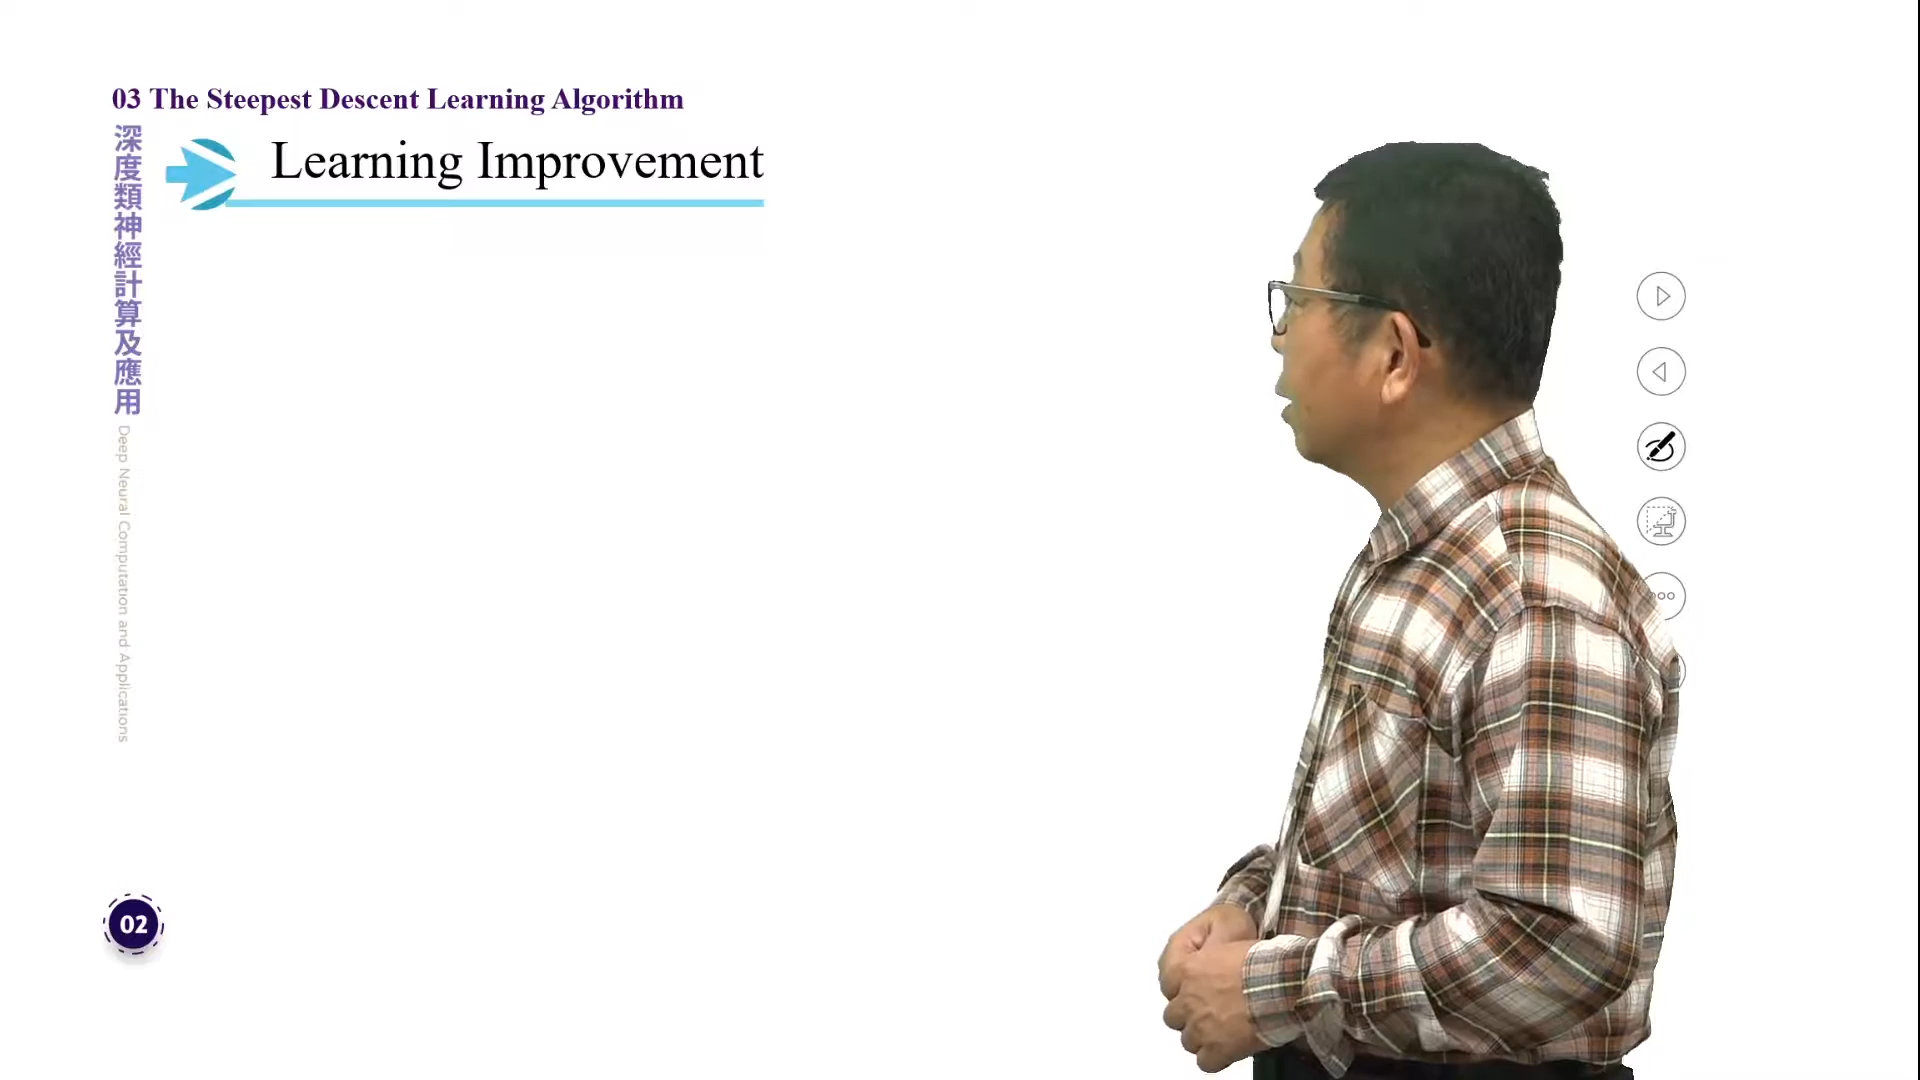 03 The Steepest Descent Learning Algorithm
Learning Improvement
深度類神經計算及應用
Deep Neural Computation and Applications
02